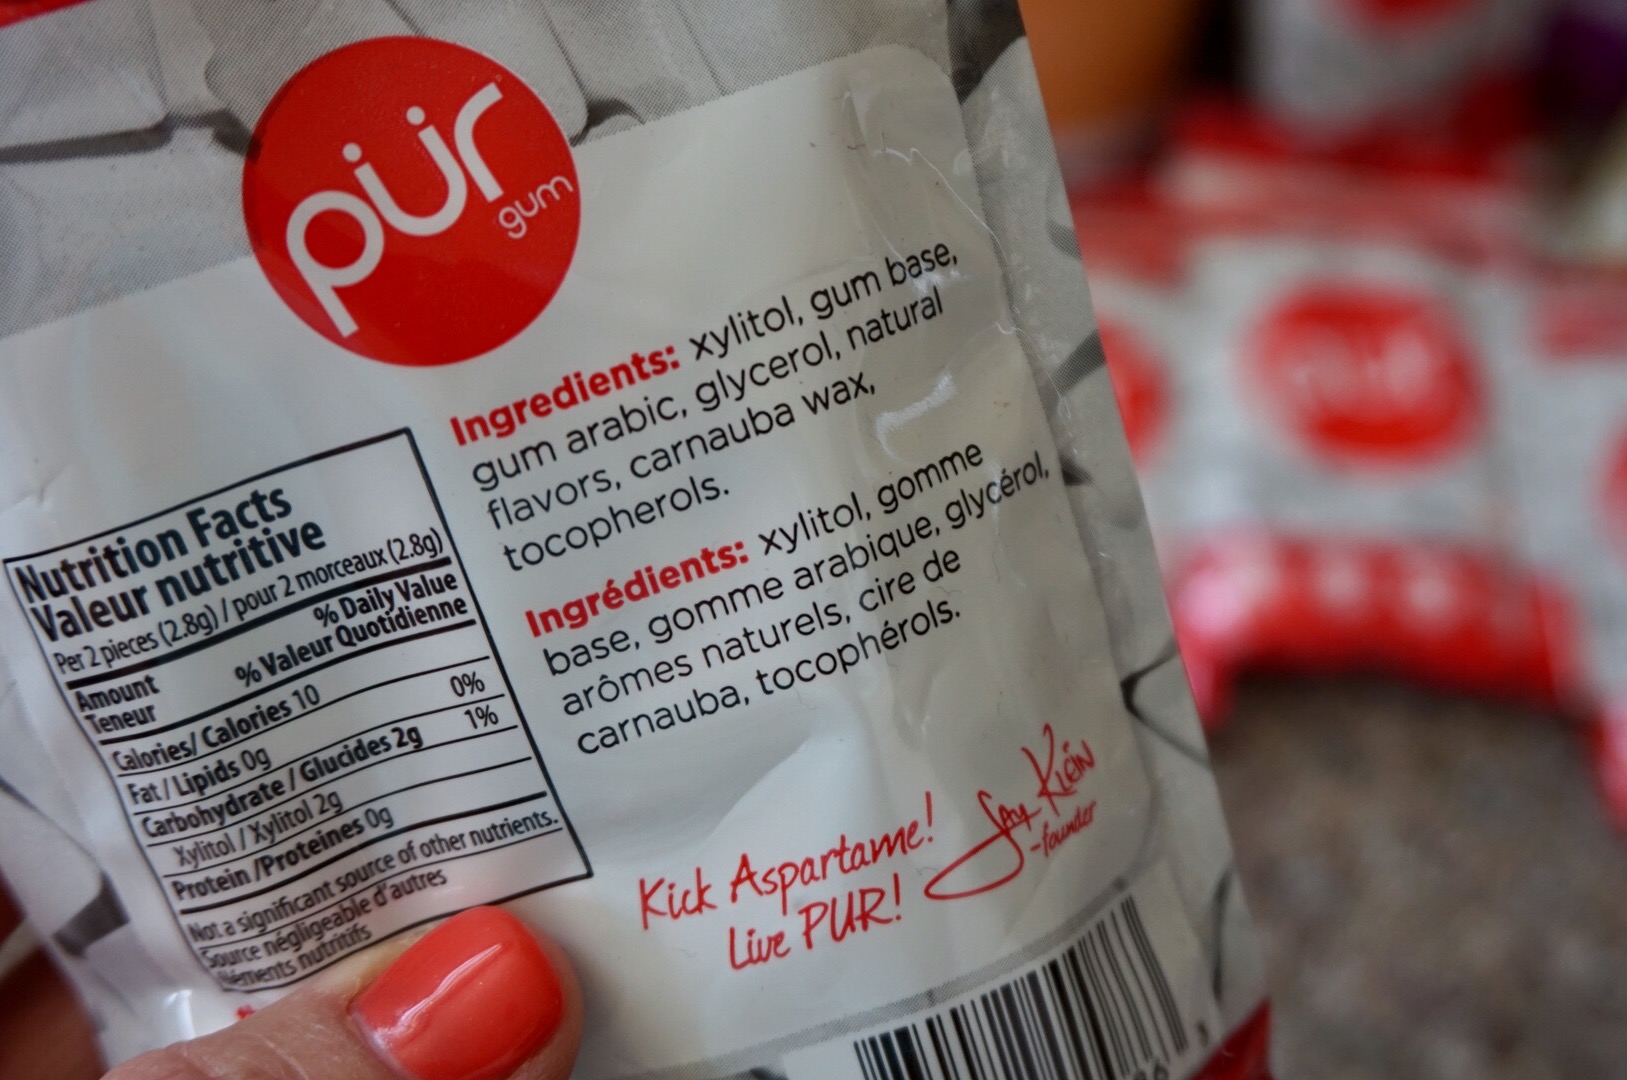 pür
gum
Ingredients: xylitol, gum base,
gum arabic, glycerol, natural
flavors, carnauba wax,
tocopherols.
Ingrédients: xylitol, gomme
base, gomme arabique, glycérol,
arômes naturels, cire de
carnauba, tocophérols.
Nutrition Facts
Valeur nutritive
Per 2 pieces (2.8g) / pour 2 morceaux (2.8g)
Amount % Daily Value
Teneur % Valeur Quotidienne
Calories/ Calories 10
Fat / Lipids 0g 0%
Carbohydrate / Glucides 2g 1%
Xylitol / Xylitol 2g
Protein /Proteines 0g
Not a significant source of other nutrients.
Source négligeable d'autres
éléments nutritifs
Kick Aspartame!
Live PUR!
Jay Klein
-founder